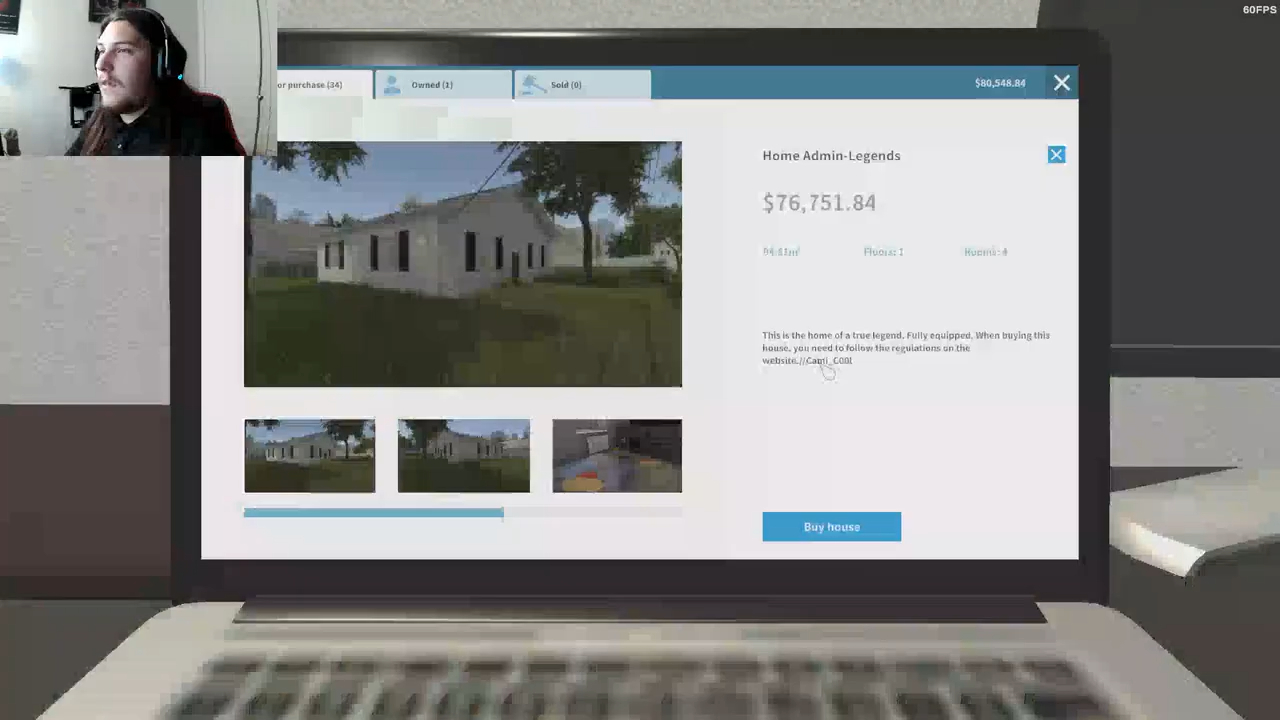 60FPS
or purchase (34)
Owned (1)
Sold (0)
$80,548.84
Home Admin-Legends
$76,751.84
Floors: 1
Rooms: 4
This is the home of a true legend. Fully equipped. When buying this
house, you need to follow the regulations on the
website.//Cami_C00l
Buy house